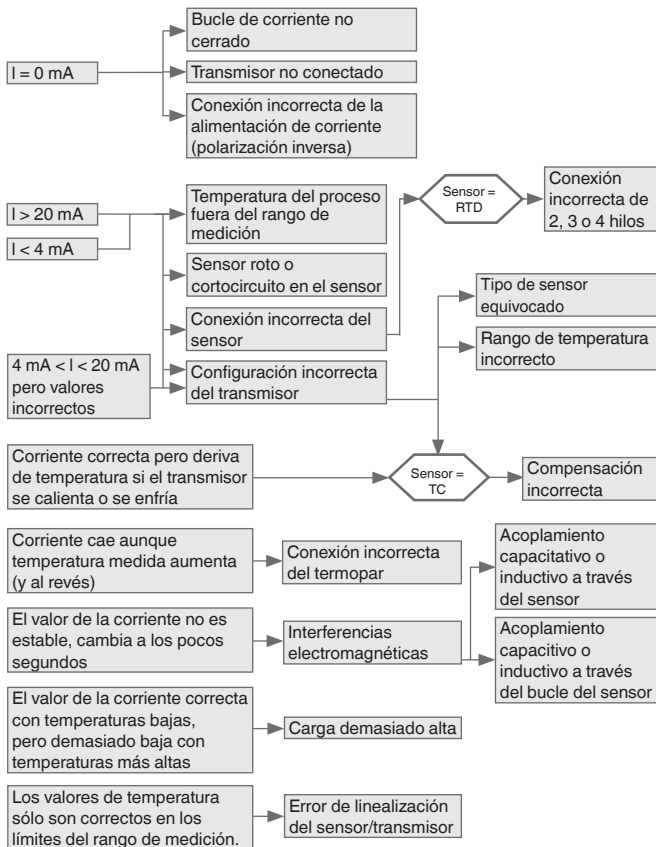 Bucle de corriente no
cerrado
I = 0 mA
Transmisor no conectado
Conexión incorrecta de la
alimentación de corriente
(polarización inversa)
I > 20 mA
I < 4 mA
Temperatura del proceso
fuera del rango de
medición
Sensor =
RTD
Conexión
incorrecta de
2, 3 o 4 hilos
Sensor roto o
cortocircuito en el sensor
Conexión incorrecta del
sensor
Tipo de sensor
equivocado
Rango de temperatura
incorrecto
4 mA < I < 20 mA
pero valores
incorrectos
Configuración incorrecta
del transmisor
Corriente correcta pero deriva
de temperatura si el transmisor
se calienta o se enfría
Sensor =
TC
Compensación
incorrecta
Corriente cae aunque
temperatura medida aumenta
(y al revés)
Conexión incorrecta
del termopar
Acoplamiento
capacitativo o
inductivo a través
del sensor
El valor de la corriente no es
estable, cambia a los pocos
segundos
Interferencias
electromagnéticas
Acoplamiento
capacitivo o
inductivo a través
del bucle del sensor
El valor de la corriente correcta
con temperaturas bajas,
pero demasiado baja con
temperaturas más altas
Carga demasiado alta
Los valores de temperatura
sólo son correctos en los
límites del rango de medición.
Error de linealización
del sensor/transmisor